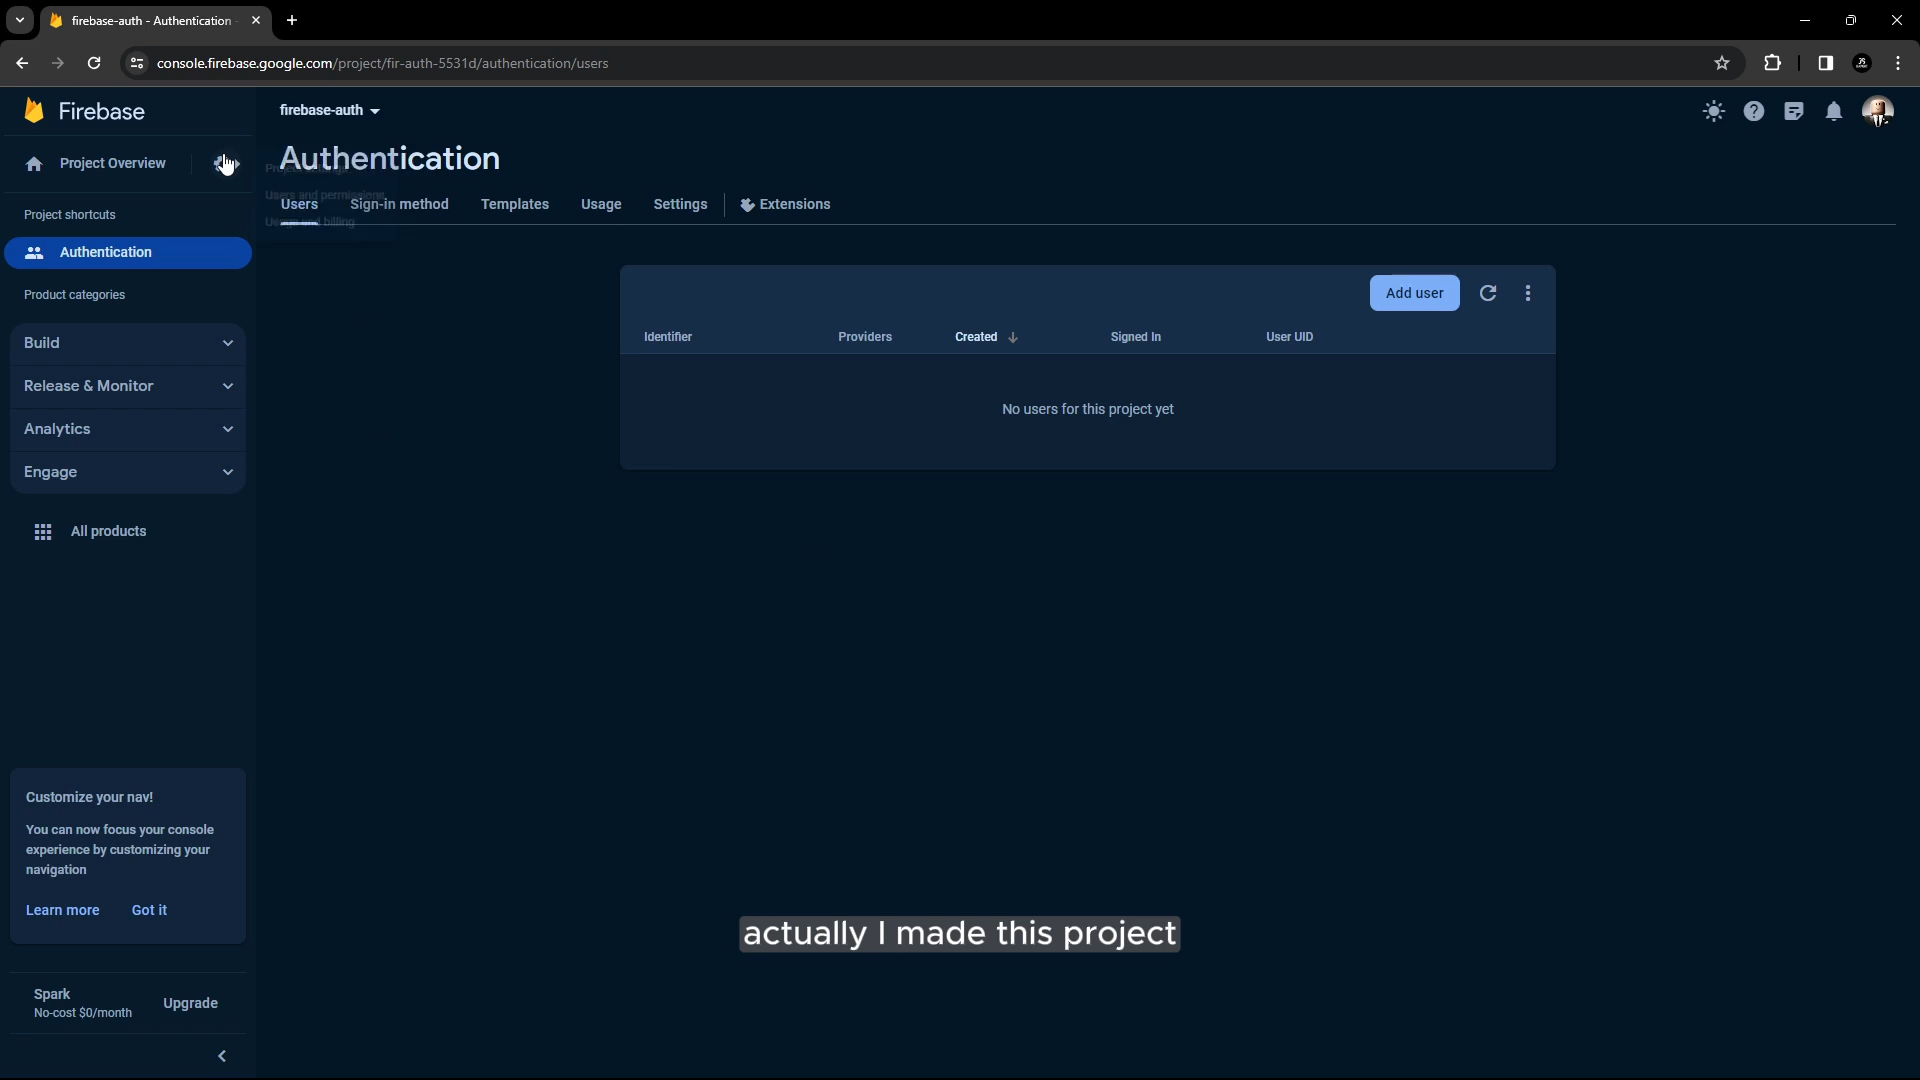 firebase-auth - Authentication
console.firebase.google.com/project/fir-auth-5531d/authentication/users
Firebase
firebase-auth
Project Overview
Authentication
Project settings
Users and permissions
Usage and billing
Users
Sign-in method
Templates
Usage
Settings
Extensions
Project shortcuts
Authentication
Product categories
Build
Release & Monitor
Analytics
Engage
All products
Add user
Identifier
Providers
Created
Signed In
User UID
No users for this project yet
Customize your nav!
You can now focus your console
experience by customizing your
navigation
Learn more
Got it
actually I made this project
Spark
No-cost $0/month
Upgrade